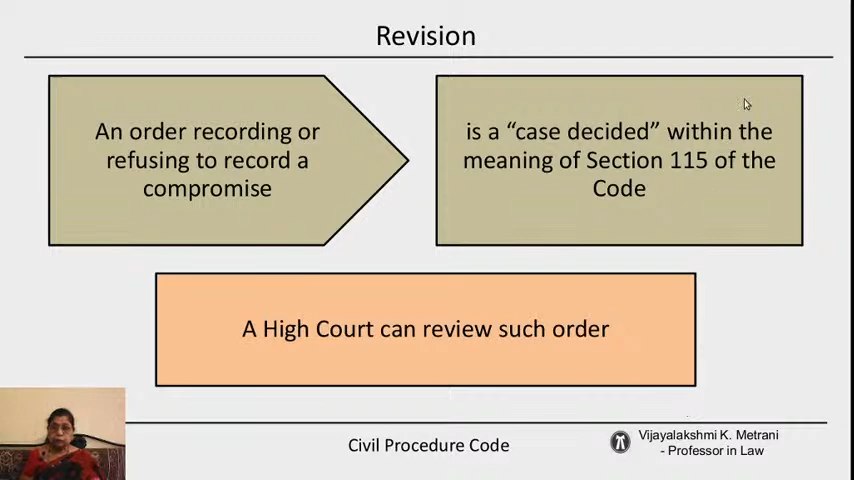 Revision
An order recording or
refusing to record a
compromise
is a “case decided” within the
meaning of Section 115 of the
Code
A High Court can review such order
Civil Procedure Code
Vijayalakshmi K. Metrani
- Professor in Law